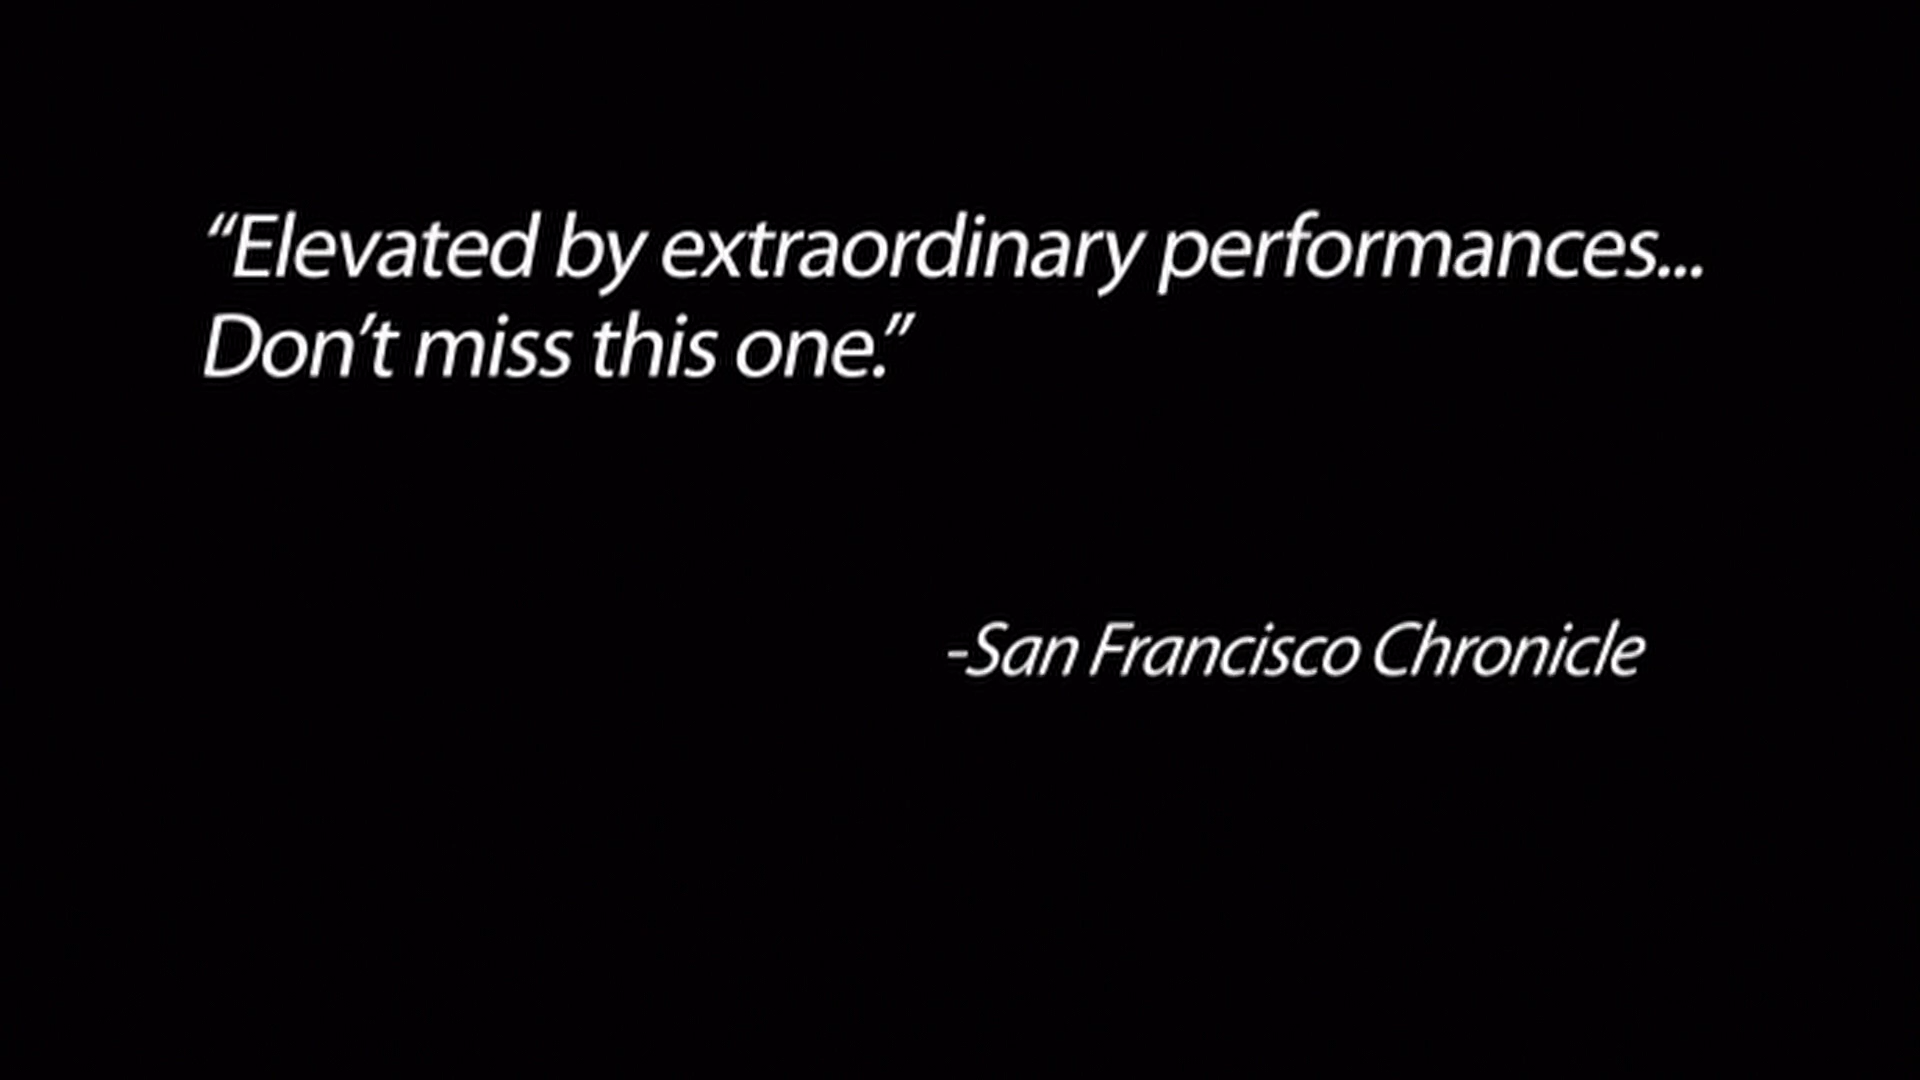 “Elevated by extraordinary performances...
Don’t miss this one.”
-San Francisco Chronicle